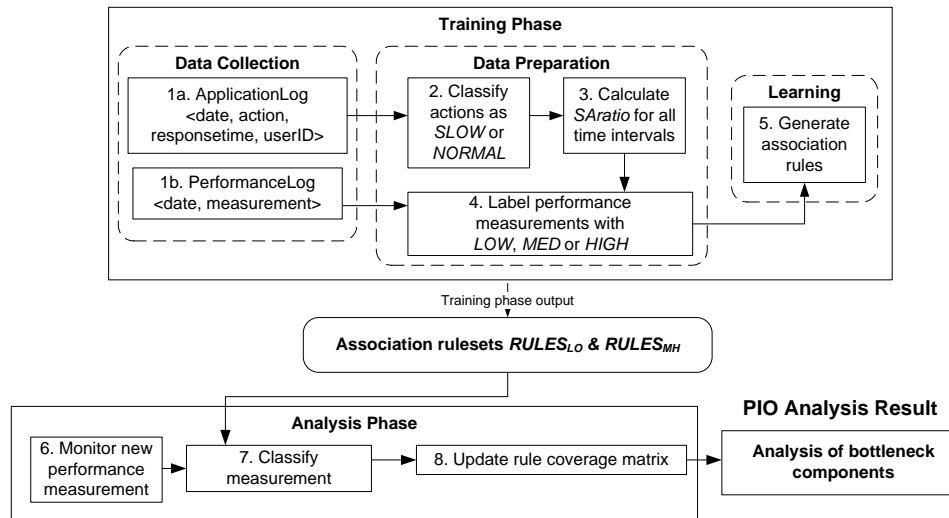 Training Phase
Data Collection
1a. ApplicationLog
<date, action,
responsetime, userID>
1b. PerformanceLog
<date, measurement>
Data Preparation
2. Classify
actions as
SLOW or
NORMAL
3. Calculate
SAratio for all
time intervals
4. Label performance
measurements with
LOW, MED or HIGH
Learning
5. Generate
association
rules
Training phase output
Association rulesets RULES_LO & RULES_MH
Analysis Phase
6. Monitor new
performance
measurement
7. Classify
measurement
8. Update rule coverage matrix
PIO Analysis Result
Analysis of bottleneck
components